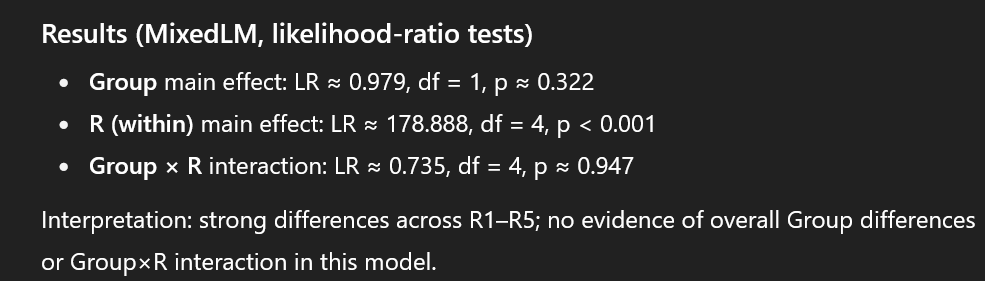 Results (MixedLM, likelihood-ratio tests)
• Group main effect: LR ≈ 0.979, df = 1, p ≈ 0.322
• R (within) main effect: LR ≈ 178.888, df = 4, p < 0.001
• Group × R interaction: LR ≈ 0.735, df = 4, p ≈ 0.947
Interpretation: strong differences across R1–R5; no evidence of overall Group differences
or Group×R interaction in this model.